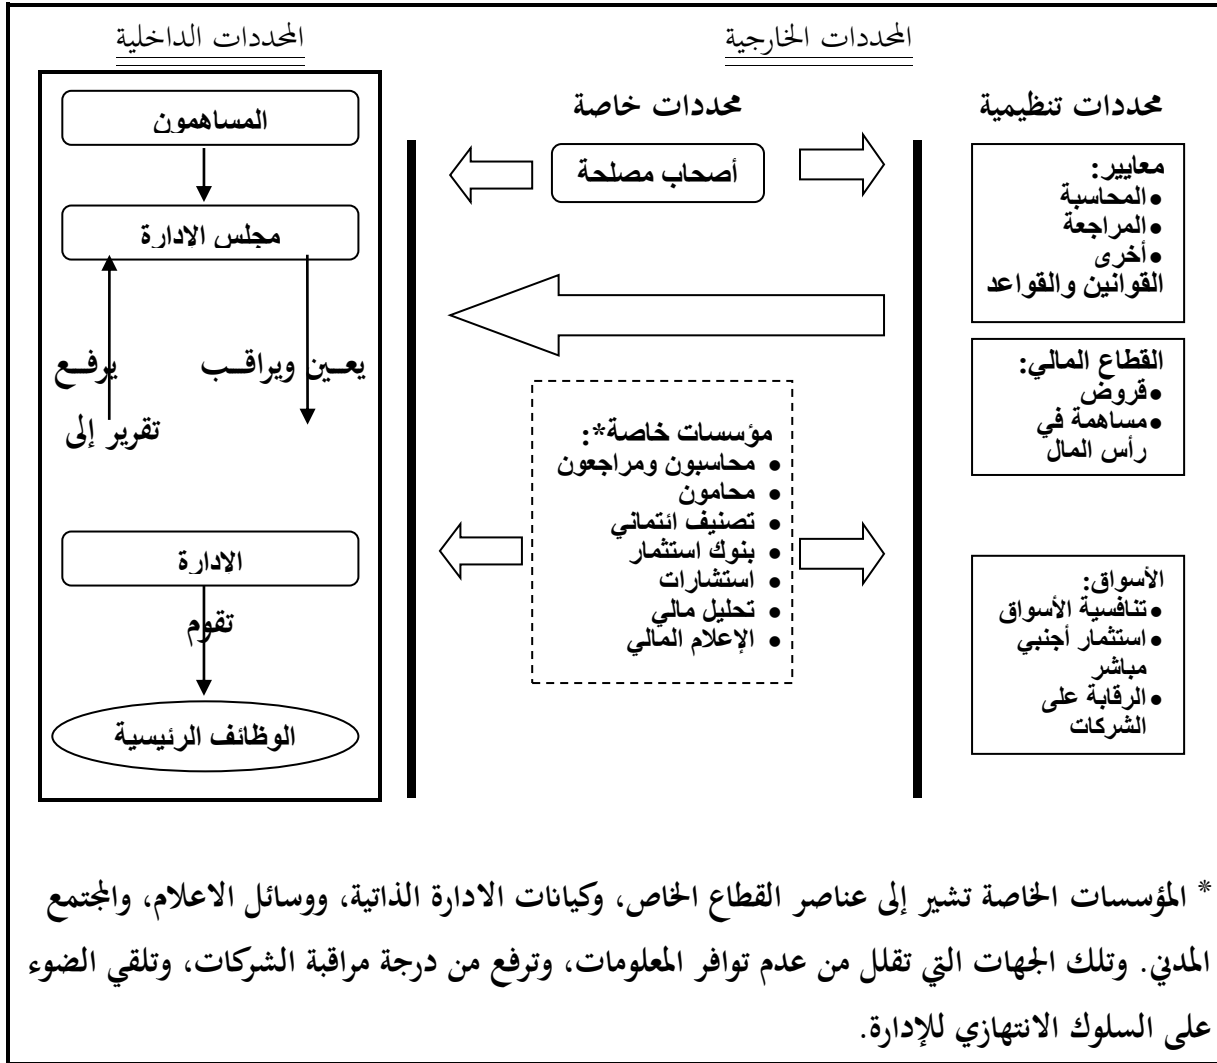 المحددات الخارجية
المحددات الداخلية
محددات تنظيمية
معايير:
•المحاسبة
•المراجعة
•أخرى
القوانين والقواعد
القطاع المالي:
•قروض
•مساهمة في
رأس المال
الأسواق:
•تنافسية الأسواق
•استثمار أجنبي
مباشر
•الرقابة على
الشركات
محددات خاصة
أصحاب مصلحة
مؤسسات خاصة*:
• محاسبون ومراجعون
• محامون
• تصنيف ائتماني
• بنوك استثمار
• استشارات
• تحليل مالي
• الإعلام المالي
المساهمون
مجلس الادارة
يعــين ويراقــب
يرفــع
تقرير إلى
الادارة
تقوم
الوظائف الرئيسية
* المؤسسات الخاصة تشير إلى عناصر القطاع الخاص، وكيانات الادارة الذاتية، ووسائل الاعلام، والمجتمع
المدني. وتلك الجهات التي تقلل من عدم توافر المعلومات، وترفع من درجة مراقبة الشركات، وتلقي الضوء
على السلوك الانتهازي للإدارة.